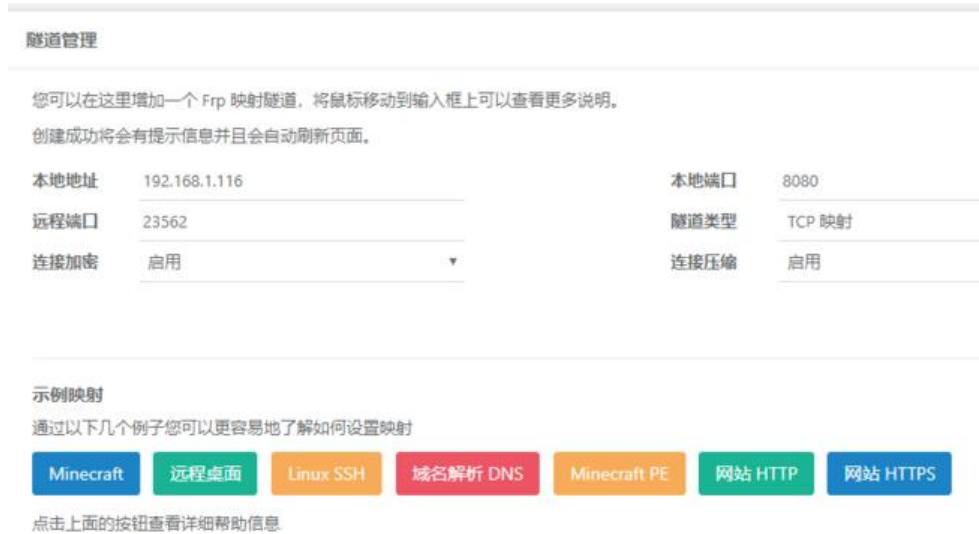 隧道管理
您可以在这里增加一个 Frp 映射隧道，将鼠标移动到输入框上可以查看更多说明。
创建成功将会有提示信息并且会自动刷新页面。
本地地址 192.168.1.116 本地端口 8080
远程端口 23562 隧道类型 TCP 映射
连接加密 启用 连接压缩 启用
示例映射
通过以下几个例子您可以更容易地了解如何设置映射
Minecraft 远程桌面 Linux SSH 域名解析 DNS Minecraft PE 网站 HTTP 网站 HTTPS
点击上面的按钮查看详细帮助信息